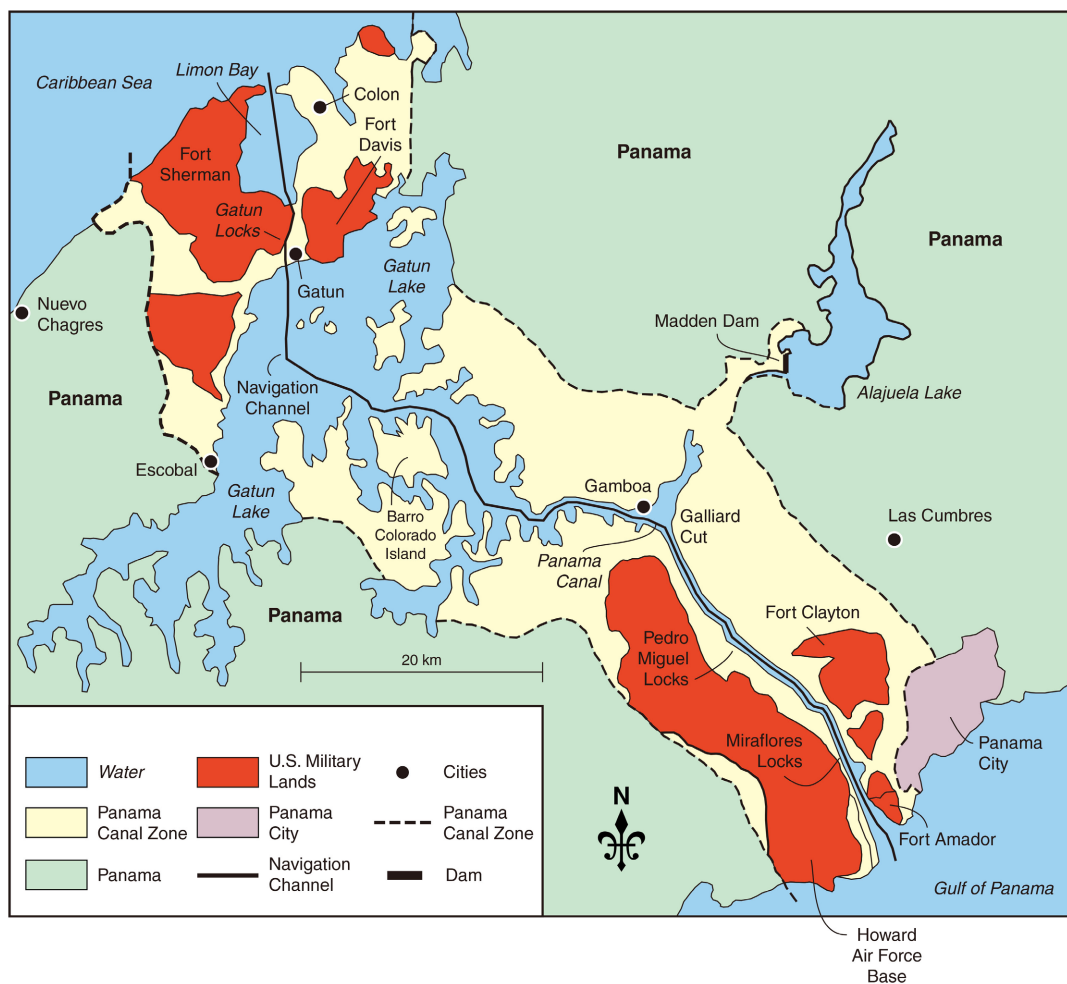 Caribbean Sea
Limon Bay
Colon
Fort
Davis
Fort
Sherman
Gatun
Locks
Panama
Panama
Gatun
Lake
Gatun
Nuevo
Chagres
Madden Dam
Navigation
Channel
Panama
Alajuela Lake
Escobal
Gatun
Lake
Barro
Colorado
Island
Gamboa
Galliard
Cut
Las Cumbres
Panama
Canal
Panama
Fort Clayton
Pedro
Miguel
Locks
20 km
Miraflores
Locks
Panama
City
N
Fort Amador
Gulf of Panama
Howard
Air Force
Base
Water
U.S. Military
Lands
Cities
Panama
Canal Zone
Panama
City
Panama
Canal Zone
Panama
Navigation
Channel
Dam